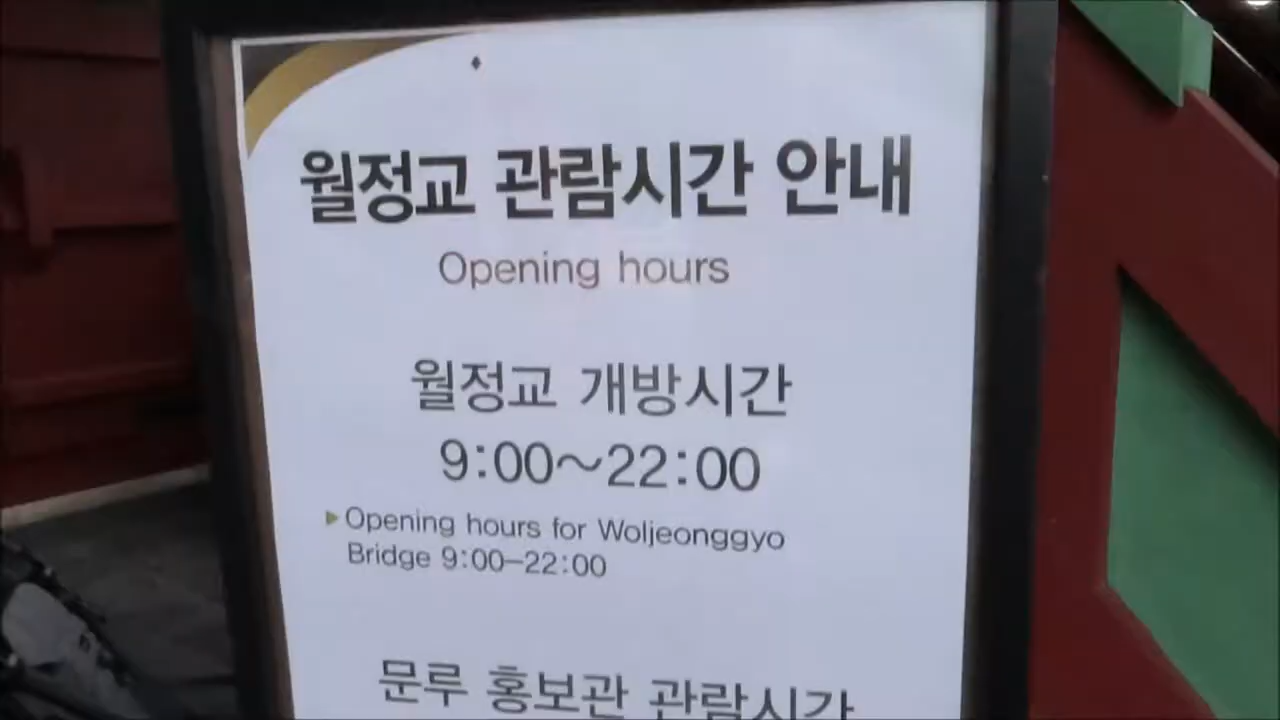 월정교 관람시간 안내
Opening hours
월정교 개방시간
9:00~22:00
▶Opening hours for Woljeonggyo
Bridge 9:00-22:00
문루 홍보관 관람시간